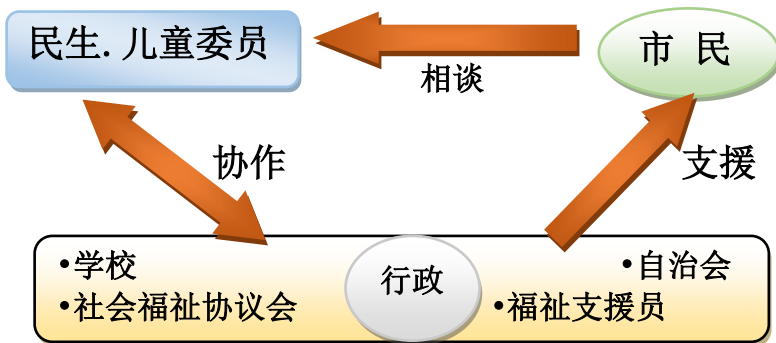 民生. 儿童委员
市 民
相谈
协作
支援
•学校
•社会福祉协议会
行政
•自治会
•福祉支援员